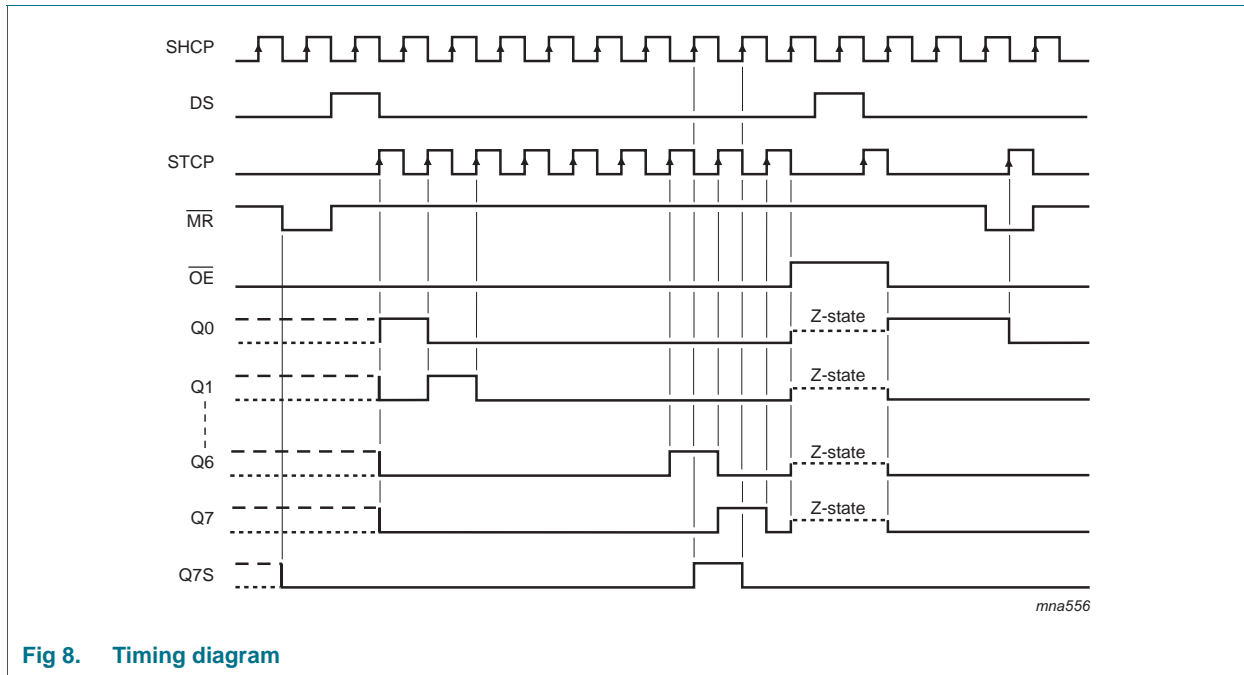 SHCP
DS
STCP
MR
OE
Q0
Z-state
Q1
Z-state
Q6
Z-state
Q7
Z-state
Q7S
mna556
Fig 8. Timing diagram